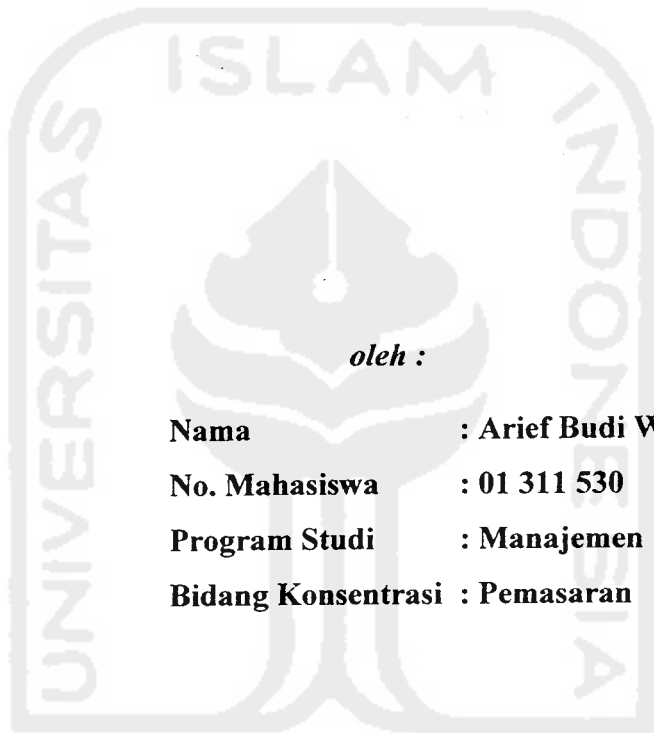 ISLAM
UNIVERSITAS
INDONESIA
oleh :
Nama : Arief Budi
No. Mahasiswa : 01 311 530
Program Studi : Manajemen
Bidang Konsentrasi : Pemasaran